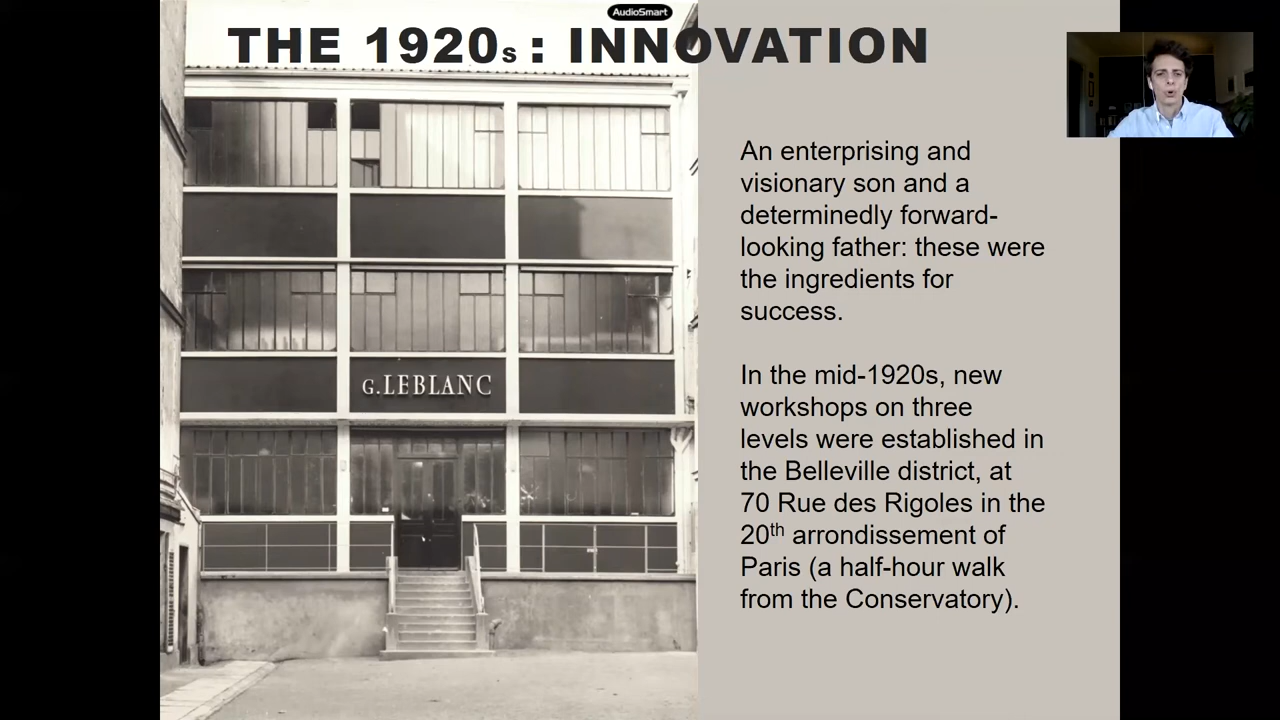 AudioSmart
THE 1920s : INNOVATION
An enterprising and
visionary son and a
determinedly forward-
looking father: these were
the ingredients for
success.
In the mid-1920s, new
workshops on three
levels were established in
the Belleville district, at
70 Rue des Rigoles in the
20th arrondissement of
Paris (a half-hour walk
from the Conservatory).
G.LEBLANC